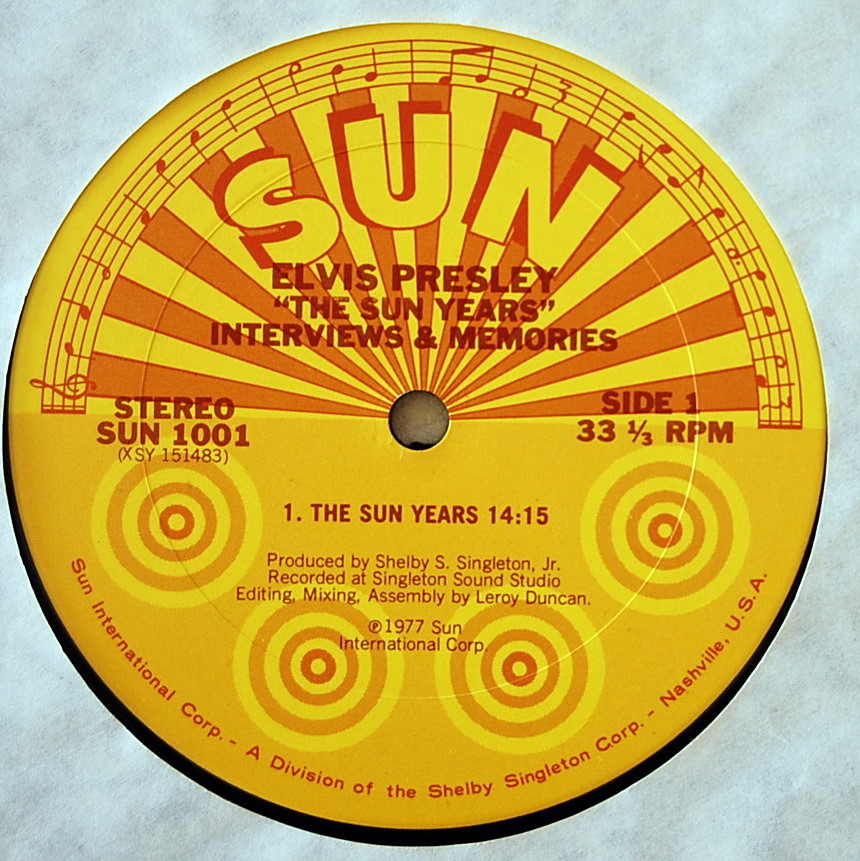 SUN
ELVIS PRESLEY
“THE SUN YEARS”
INTERVIEWS & MEMORIES
STEREO
SUN 1001
(XSY 151483)
SIDE 1
33 ⅓ RPM
1. THE SUN YEARS 14:15
Produced by Shelby S. Singleton, Jr.
Recorded at Singleton Sound Studio
Editing, Mixing, Assembly by Leroy Duncan.
℗1977 Sun
International Corp.
Sun International Corp. - A Division of the Shelby Singleton Corp. - Nashville, U.S.A.